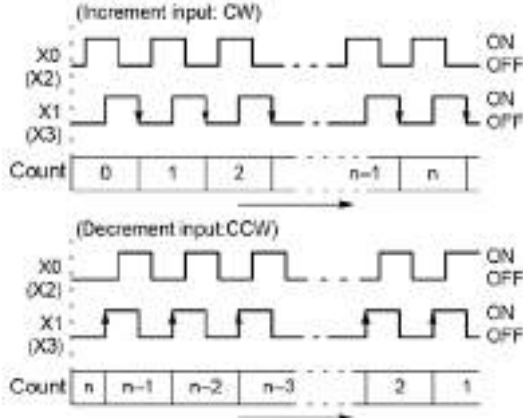 (Increment input: CW)
X0
(X2)
ON
OFF
X1
(X3)
ON
OFF
Count 0 1 2 n-1 n
(Decrement input:CCW)
X0
(X2)
ON
OFF
X1
(X3)
ON
OFF
Count n n-1 n-2 n-3 2 1